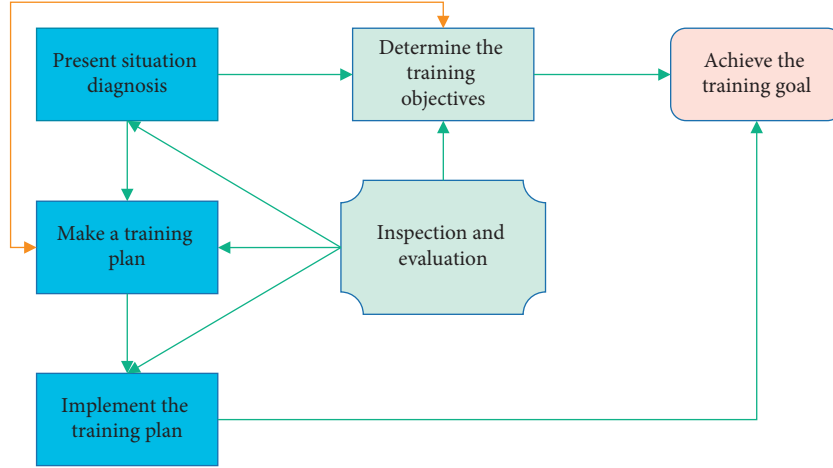 Present situation
diagnosis
Determine the
training
objectives
Achieve the
training goal
Make a training
plan
Inspection and
evaluation
Implement the
training plan